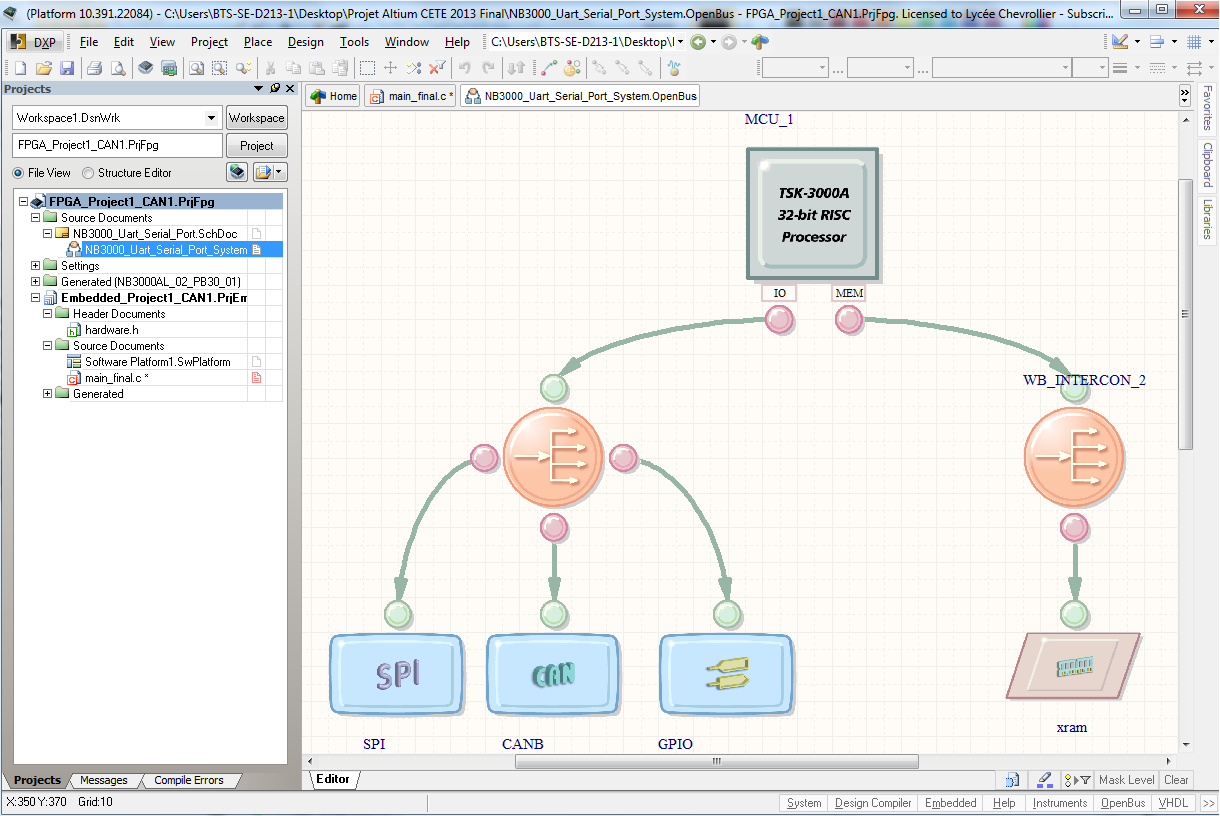 (Platform 10.391.22084) - C:\Users\BTS-SE-D213-1\Desktop\Projet Altium CETE 2013 Final\NB3000_Uart_Serial_Port_System.OpenBus - FPGA_Project1_CAN1.PrjFpg. Licensed to Lycée Chevrollier - Subscri...
DXP File Edit View Project Place Design Tools Window Help C:\Users\BTS-SE-D213-1\Desktop\I
... ...
Projects
Home main_final.c * NB3000_Uart_Serial_Port_System.OpenBus
Workspace1.DsnWrk Workspace
FPGA_Project1_CAN1.PrjFpg Project
File View Structure Editor
FPGA_Project1_CAN1.PrjFpg
Source Documents
NB3000_Uart_Serial_Port.SchDoc
NB3000_Uart_Serial_Port_System
Settings
Generated (NB3000AL_02_PB30_01)
Embedded_Project1_CAN1.PrjEm
Header Documents
hardware.h
Source Documents
Software Platform1.SwPlatform
main_final.c *
Generated
MCU_1
TSK-3000A
32-bit RISC
Processor
IO MEM
WB_INTERCON_2
SPI CAN
SPI CANB GPIO xram
Favorites
Clipboard
Libraries
Projects Messages Compile Errors
Editor
Mask Level Clear
X:350 Y:370 Grid:10
System Design Compiler Embedded Help Instruments OpenBus VHDL >>